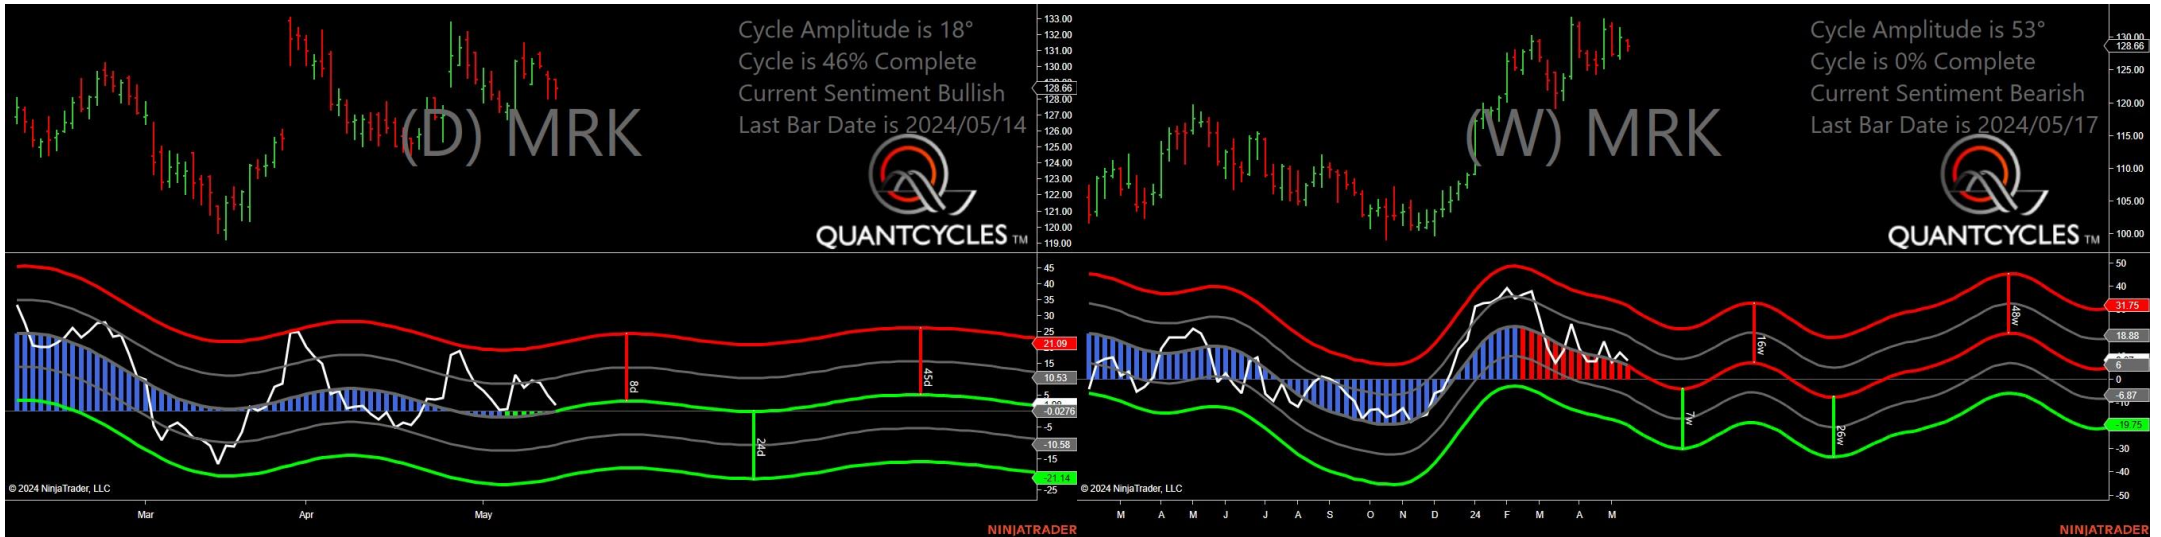 Cycle Amplitude is 18°
Cycle is 46% Complete
Current Sentiment Bullish
Last Bar Date is 2024/05/14
(D) MRK
QUANTCYCLES TM
133.00
132.00
131.00
130.00
128.66
128.00
127.00
126.00
125.00
124.00
123.00
122.00
121.00
120.00
119.00
45
40
35
30
25
21.09
15
10.53
5
-0.0276
-5
-10.58
-15
-21.14
-25
8d
24d
45d
© 2024 NinjaTrader, LLC
Mar
Apr
May
NINJATRADER
Cycle Amplitude is 53°
Cycle is 0% Complete
Current Sentiment Bearish
Last Bar Date is 2024/05/17
(W) MRK
QUANTCYCLES TM
130.00
128.66
125.00
120.00
115.00
110.00
105.00
100.00
50
40
31.75
18.88
6
0
-6.87
-10
-19.75
-30
-40
-50
7w
16w
26w
48w
© 2024 NinjaTrader, LLC
M A M J J A S O N D 24 F M A M
NINJATRADER